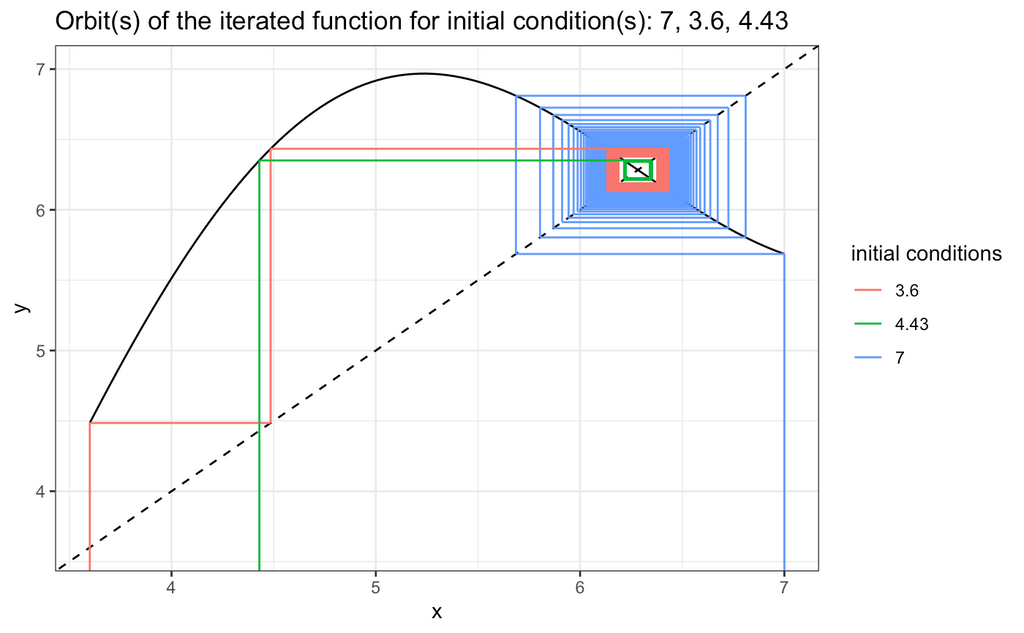 Orbit(s) of the iterated function for initial condition(s): 7, 3.6, 4.43
7
6
5
4
y
4
5
6
7
x
initial conditions
3.6
4.43
7